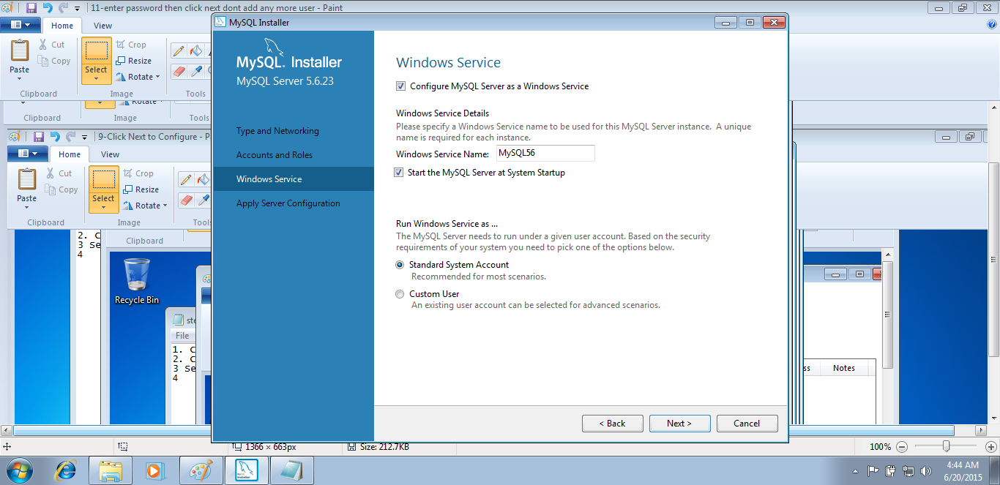 11-enter password then click next dont add any more user - Paint
Home View
Paste
Cut
Copy
Clipboard
Select
Crop
Resize
Rotate
Image
Tools
Rotate
Clipboard Image Tools
9-Click Next to Configure - P
Home View
Paste
Cut
Copy
Clipboard
Select
Crop
Resize
Rotate
Image
Tools
2. C
3 Se
4
Clipboard
Recycle Bin
ste
File
1. C
2. C
3 Se
4
MySQL Installer
MySQL. Installer
MySQL Server 5.6.23
Type and Networking
Accounts and Roles
Windows Service
Apply Server Configuration
Windows Service
Configure MySQL Server as a Windows Service
Windows Service Details
Please specify a Windows Service name to be used for this MySQL Server instance. A unique
name is required for each instance.
Windows Service Name: MySQL56
Start the MySQL Server at System Startup
Run Windows Service as ...
The MySQL Server needs to run under a given user account. Based on the security
requirements of your system you need to pick one of the options below.
Standard System Account
Recommended for most scenarios.
Custom User
An existing user account can be selected for advanced scenarios.
< Back Next > Cancel
ss Notes
1366 × 663px Size: 212.7KB 100%
4:44 AM
6/20/2015